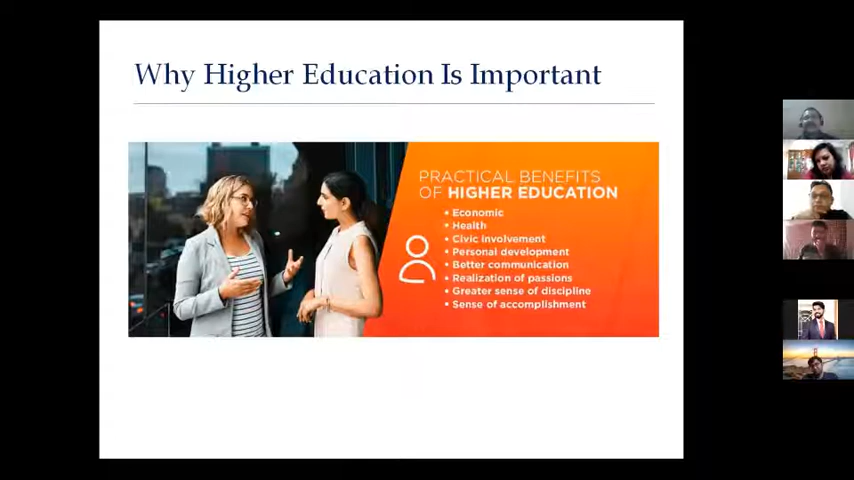 Why Higher Education Is Important
PRACTICAL BENEFITS
OF HIGHER EDUCATION
• Economic
• Health
• Civic involvement
• Personal development
• Better communication
• Realization of passions
• Greater sense of discipline
• Sense of accomplishment